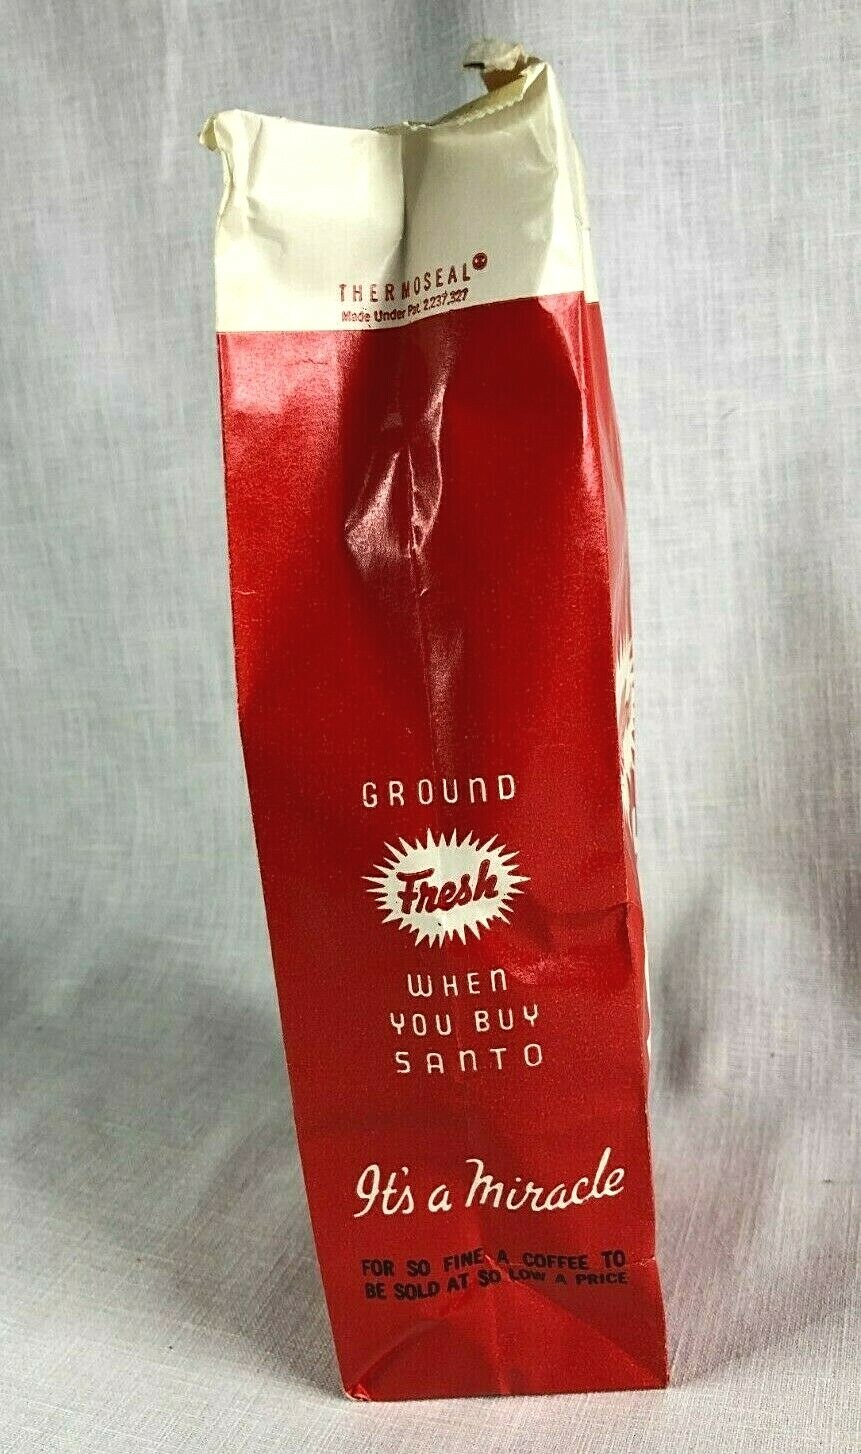 THERMOSEAL
Made Under Pat. 2,237,327
GROUND
Fresh
WHEN
YOU BUY
SANTO
It's a Miracle
FOR SO FINE A COFFEE TO
BE SOLD AT SO LOW A PRICE